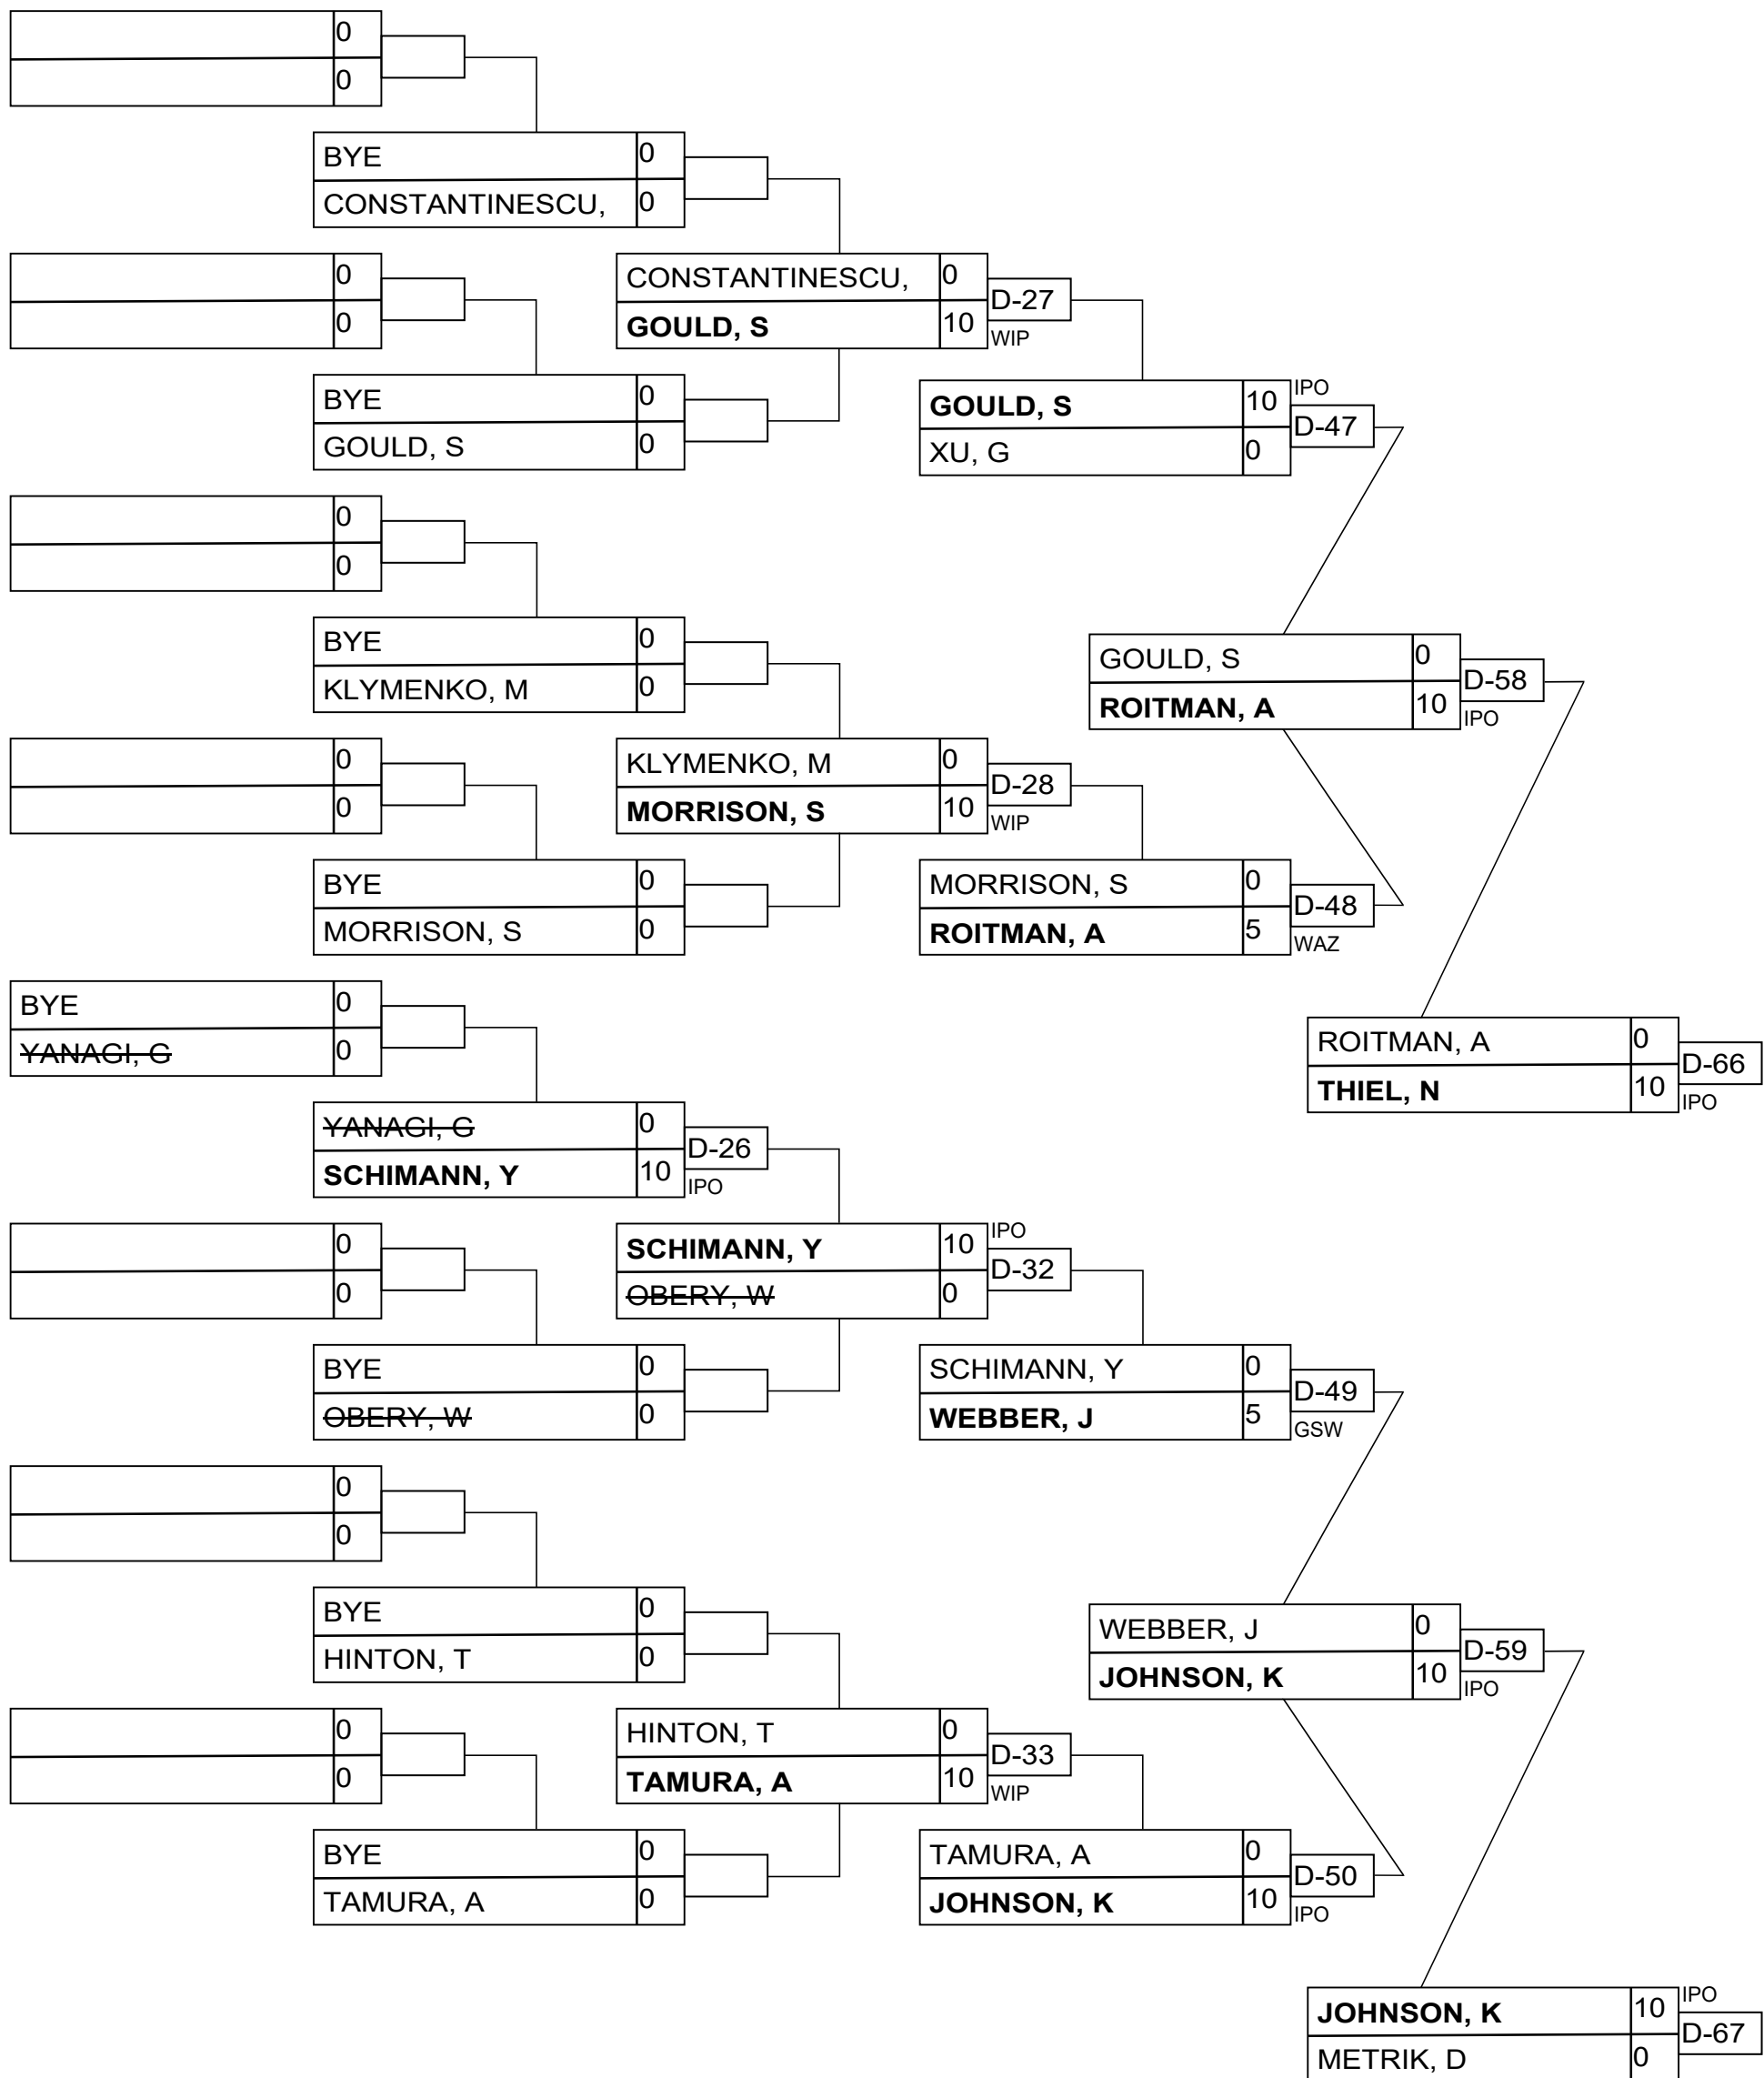 0
0
BYE 0
CONSTANTINESCU, 0
0
0
CONSTANTINESCU, 0
GOULD, S 10
D-27
WIP
BYE 0
GOULD, S 0
GOULD, S 10
XU, G 0
IPO
D-47
0
0
BYE 0
KLYMENKO, M 0
GOULD, S 0
ROITMAN, A 10
D-58
IPO
0
0
KLYMENKO, M 0
MORRISON, S 10
D-28
WIP
BYE 0
MORRISON, S 0
MORRISON, S 0
ROITMAN, A 5
D-48
WAZ
BYE 0
YANAGI, G 0
ROITMAN, A 0
THIEL, N 10
D-66
IPO
YANAGI, G 0
SCHIMANN, Y 10
D-26
IPO
0
0
SCHIMANN, Y 10
OBERY, W 0
IPO
D-32
BYE 0
OBERY, W 0
SCHIMANN, Y 0
WEBBER, J 5
D-49
GSW
0
0
BYE 0
HINTON, T 0
WEBBER, J 0
JOHNSON, K 10
D-59
IPO
0
0
HINTON, T 0
TAMURA, A 10
D-33
WIP
BYE 0
TAMURA, A 0
TAMURA, A 0
JOHNSON, K 10
D-50
IPO
JOHNSON, K 10
METRIK, D 0
IPO
D-67